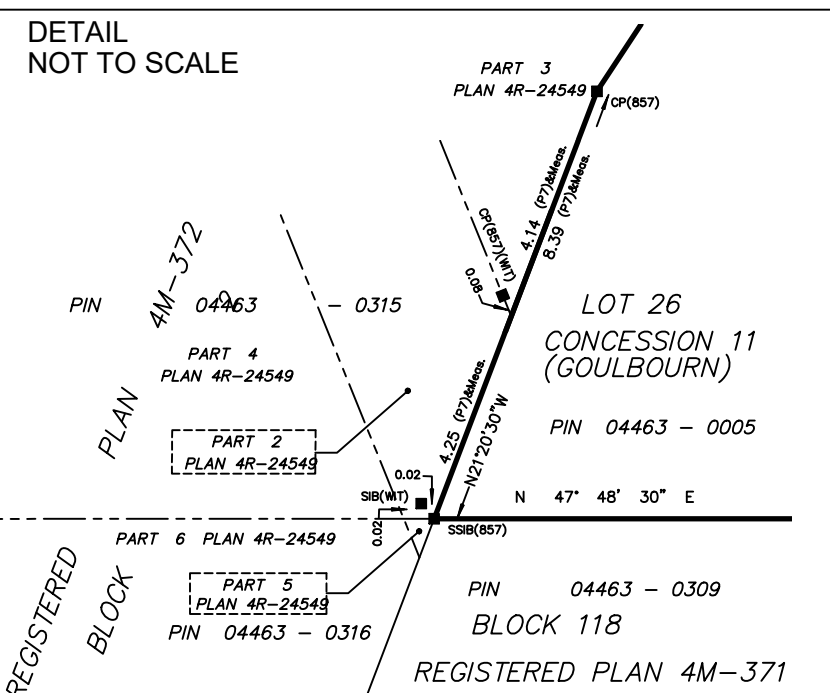 DETAIL
NOT TO SCALE
PART 3
PLAN 4R-24549
CP(857)
4.14 (P7)&Meas.
8.39 (P7)&Meas.
CP(857)(WIT)
0.08
PLAN 4M-372
PIN 04463 - 0315
LOT 26
CONCESSION 11
(GOULBOURN)
PART 4
PLAN 4R-24549
4.25 (P7)&Meas.
N21°20'30"W
PIN 04463 - 0005
PART 2
PLAN 4R-24549
0.02
SIB(WIT)
N 47° 48' 30" E
0.02
SSIB(857)
PART 6 PLAN 4R-24549
REGISTERED
BLOCK
PART 5
PLAN 4R-24549
PIN 04463 - 0309
PIN 04463 - 0316
BLOCK 118
REGISTERED PLAN 4M-371